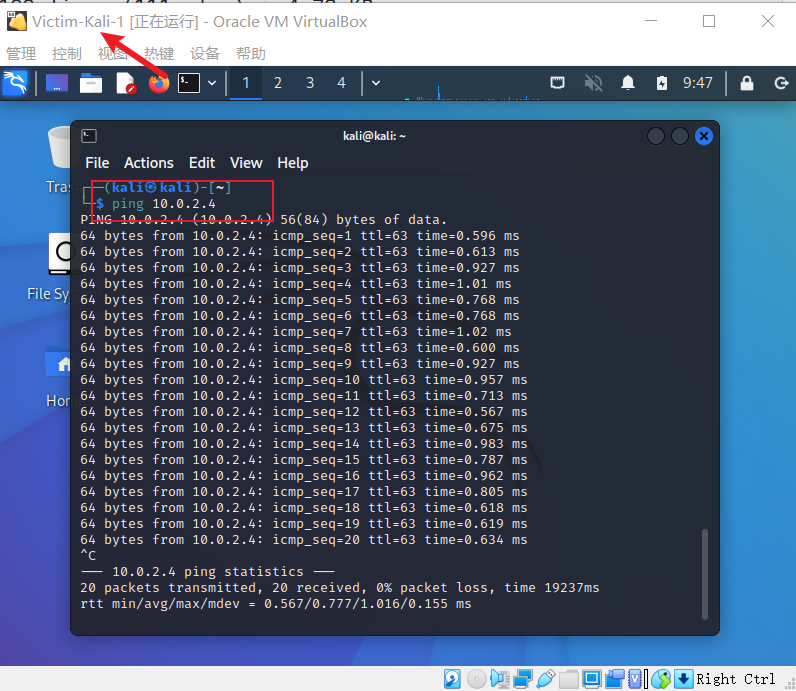 Victim-Kali-1 [正在运行] - Oracle VM VirtualBox
管理 控制 视图 热键 设备 帮助
1 2 3 4 9:47
kali@kali: ~
File Actions Edit View Help
┌──(kali㉿kali)-[~]
└─$ ping 10.0.2.4
PING 10.0.2.4 (10.0.2.4) 56(84) bytes of data.
64 bytes from 10.0.2.4: icmp_seq=1 ttl=63 time=0.596 ms
64 bytes from 10.0.2.4: icmp_seq=2 ttl=63 time=0.613 ms
64 bytes from 10.0.2.4: icmp_seq=3 ttl=63 time=0.927 ms
64 bytes from 10.0.2.4: icmp_seq=4 ttl=63 time=1.01 ms
64 bytes from 10.0.2.4: icmp_seq=5 ttl=63 time=0.768 ms
64 bytes from 10.0.2.4: icmp_seq=6 ttl=63 time=0.768 ms
64 bytes from 10.0.2.4: icmp_seq=7 ttl=63 time=1.02 ms
64 bytes from 10.0.2.4: icmp_seq=8 ttl=63 time=0.600 ms
64 bytes from 10.0.2.4: icmp_seq=9 ttl=63 time=0.927 ms
64 bytes from 10.0.2.4: icmp_seq=10 ttl=63 time=0.957 ms
64 bytes from 10.0.2.4: icmp_seq=11 ttl=63 time=0.713 ms
64 bytes from 10.0.2.4: icmp_seq=12 ttl=63 time=0.567 ms
64 bytes from 10.0.2.4: icmp_seq=13 ttl=63 time=0.675 ms
64 bytes from 10.0.2.4: icmp_seq=14 ttl=63 time=0.983 ms
64 bytes from 10.0.2.4: icmp_seq=15 ttl=63 time=0.787 ms
64 bytes from 10.0.2.4: icmp_seq=16 ttl=63 time=0.962 ms
64 bytes from 10.0.2.4: icmp_seq=17 ttl=63 time=0.805 ms
64 bytes from 10.0.2.4: icmp_seq=18 ttl=63 time=0.618 ms
64 bytes from 10.0.2.4: icmp_seq=19 ttl=63 time=0.619 ms
64 bytes from 10.0.2.4: icmp_seq=20 ttl=63 time=0.634 ms
^C
── 10.0.2.4 ping statistics ──
20 packets transmitted, 20 received, 0% packet loss, time 19237ms
rtt min/avg/max/mdev = 0.567/0.777/1.016/0.155 ms
Tras
File Sy
Hor
Right Ctrl